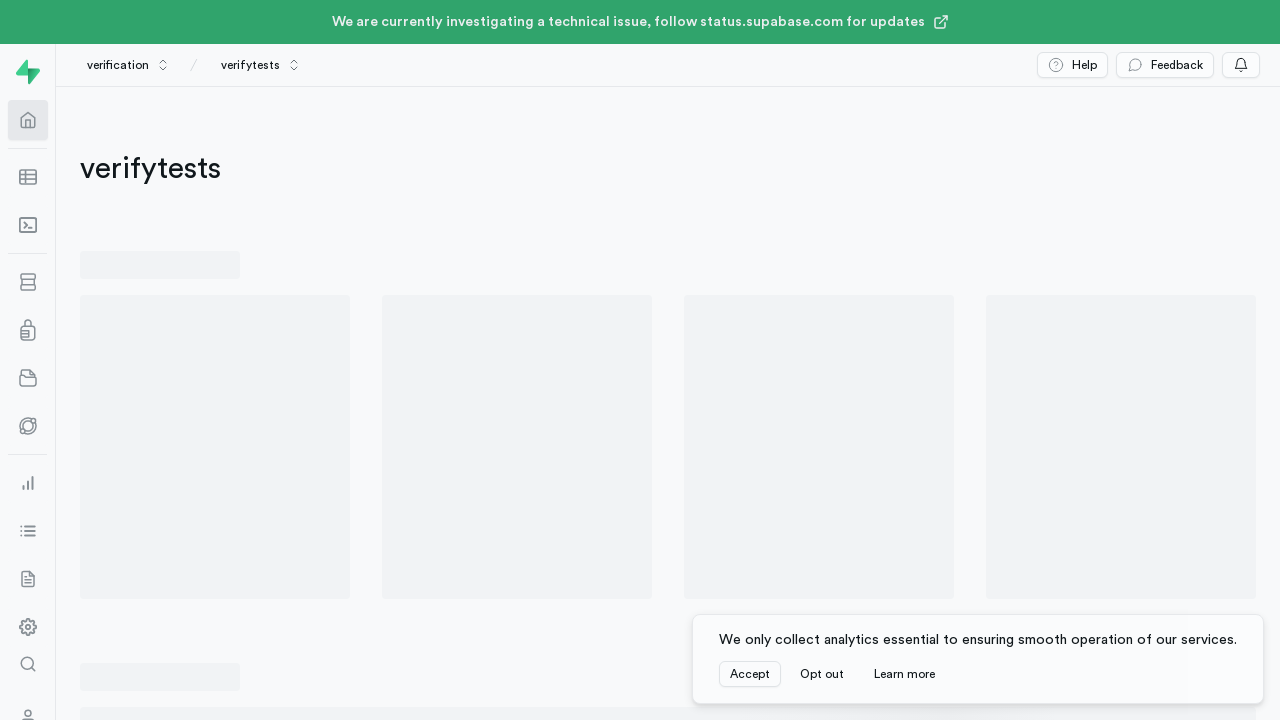 We are currently investigating a technical issue, follow status.supabase.com for updates
verification / verifytests
Help
Feedback
verifytests
We only collect analytics essential to ensuring smooth operation of our services.
Accept
Opt out
Learn more